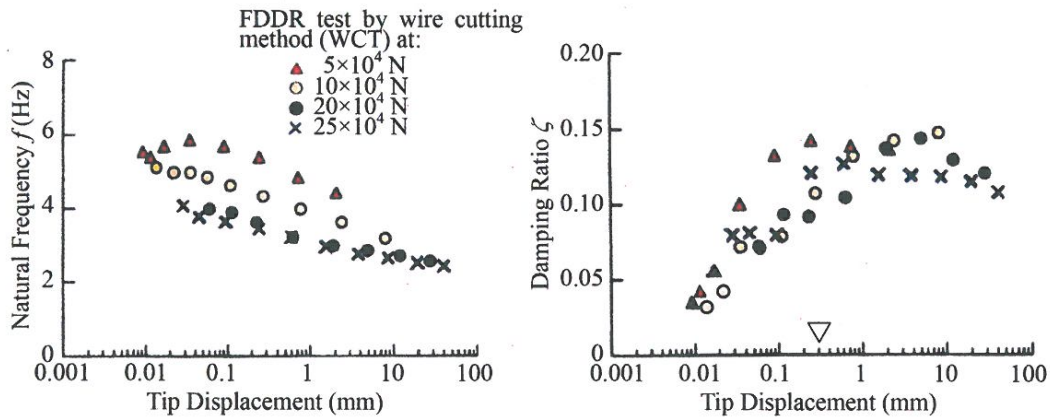 FDDR test by wire cutting
method (WCT) at:
5×10⁴ N
10×10⁴ N
20×10⁴ N
25×10⁴ N
8
6
4
2
0
Natural Frequency f (Hz)
0.001 0.01 0.1 1 10 100
Tip Displacement (mm)
0.20
0.15
0.10
0.05
0
Damping Ratio ζ
0.001 0.01 0.1 1 10 100
Tip Displacement (mm)